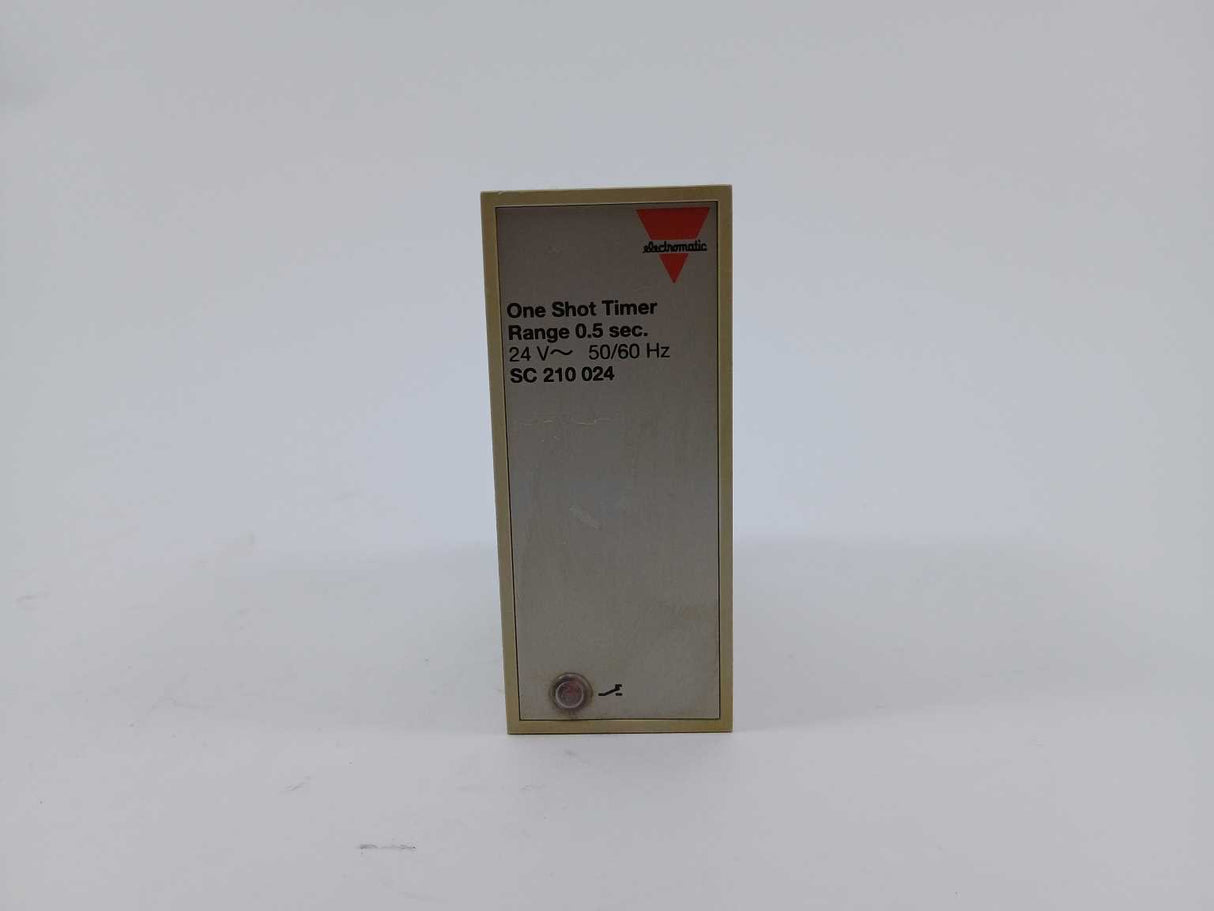 electromatic
One Shot Timer
Range 0.5 sec.
24 V~ 50/60 Hz
SC 210 024